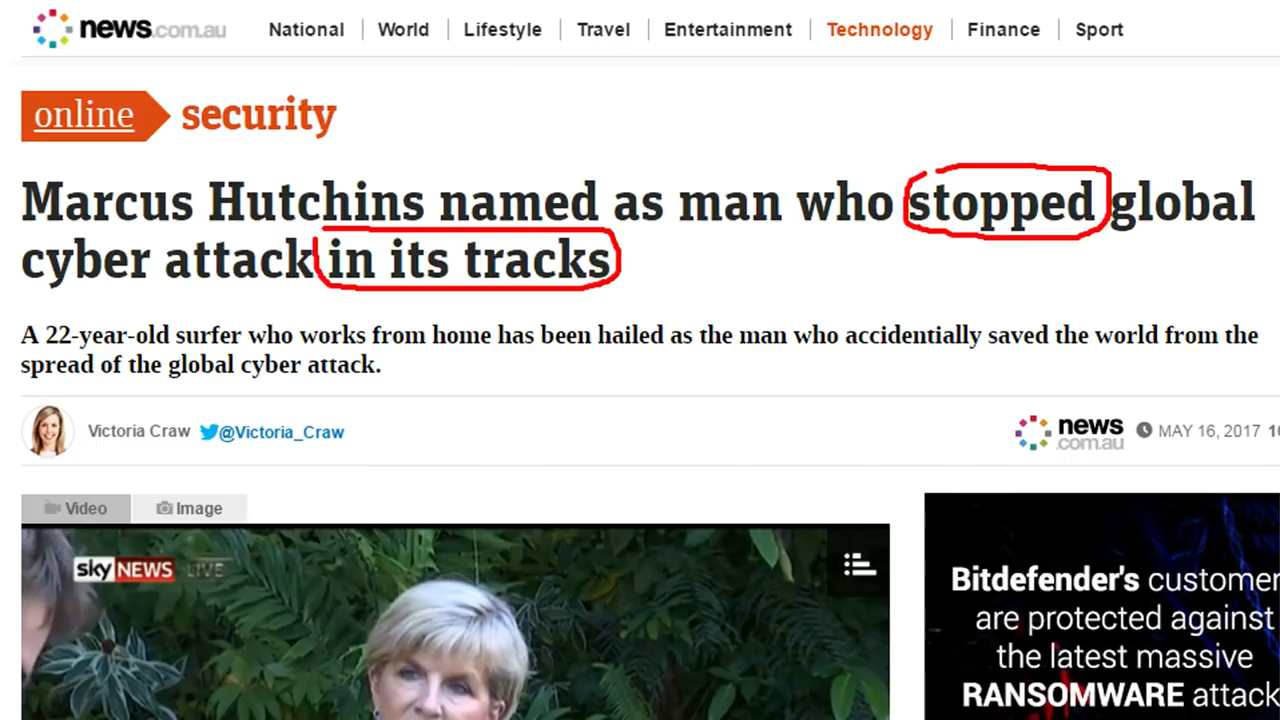 news.com.au
National World Lifestyle Travel Entertainment Technology Finance Sport
online security
Marcus Hutchins named as man who stopped global
cyber attack in its tracks
A 22-year-old surfer who works from home has been hailed as the man who accidentially saved the world from the
spread of the global cyber attack.
Victoria Craw @Victoria_Craw
news
.com.au
MAY 16, 2017
Video Image
sky NEWS LIVE
Bitdefender's customer
are protected against
the latest massive
RANSOMWARE attack